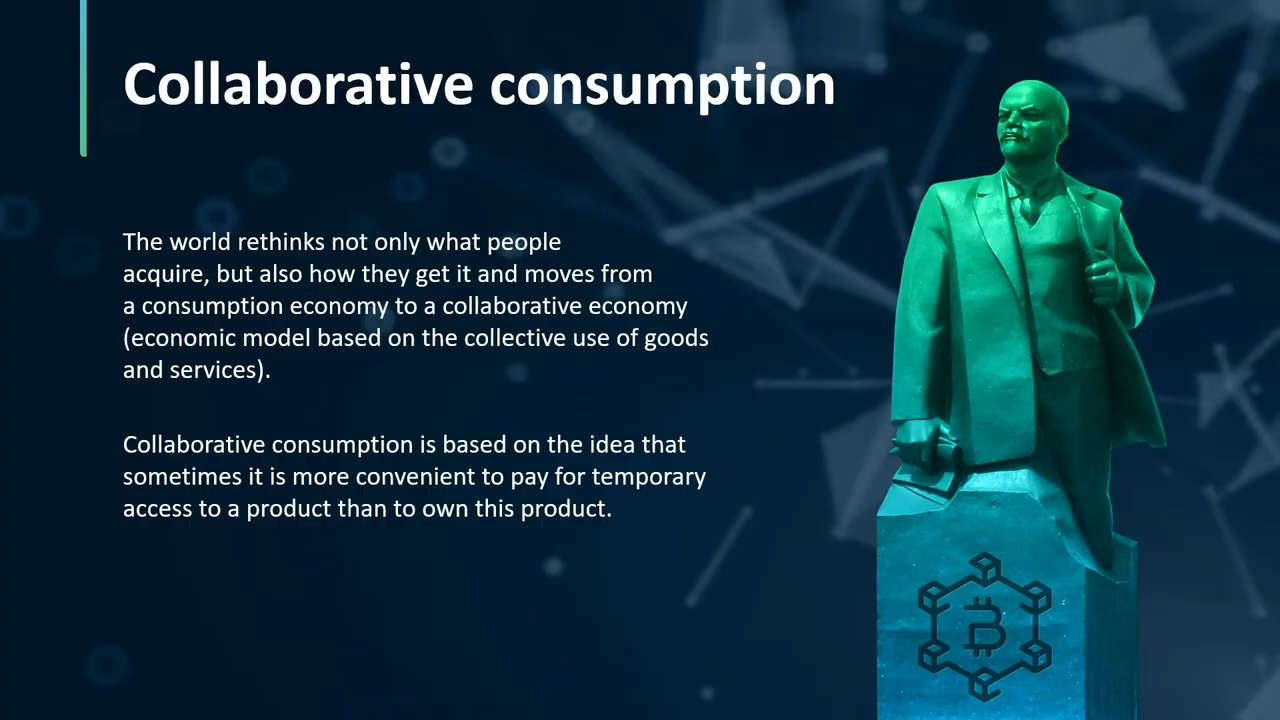 Collaborative consumption
The world rethinks not only what people
acquire, but also how they get it and moves from
a consumption economy to a collaborative economy
(economic model based on the collective use of goods
and services).
Collaborative consumption is based on the idea that
sometimes it is more convenient to pay for temporary
access to a product than to own this product.